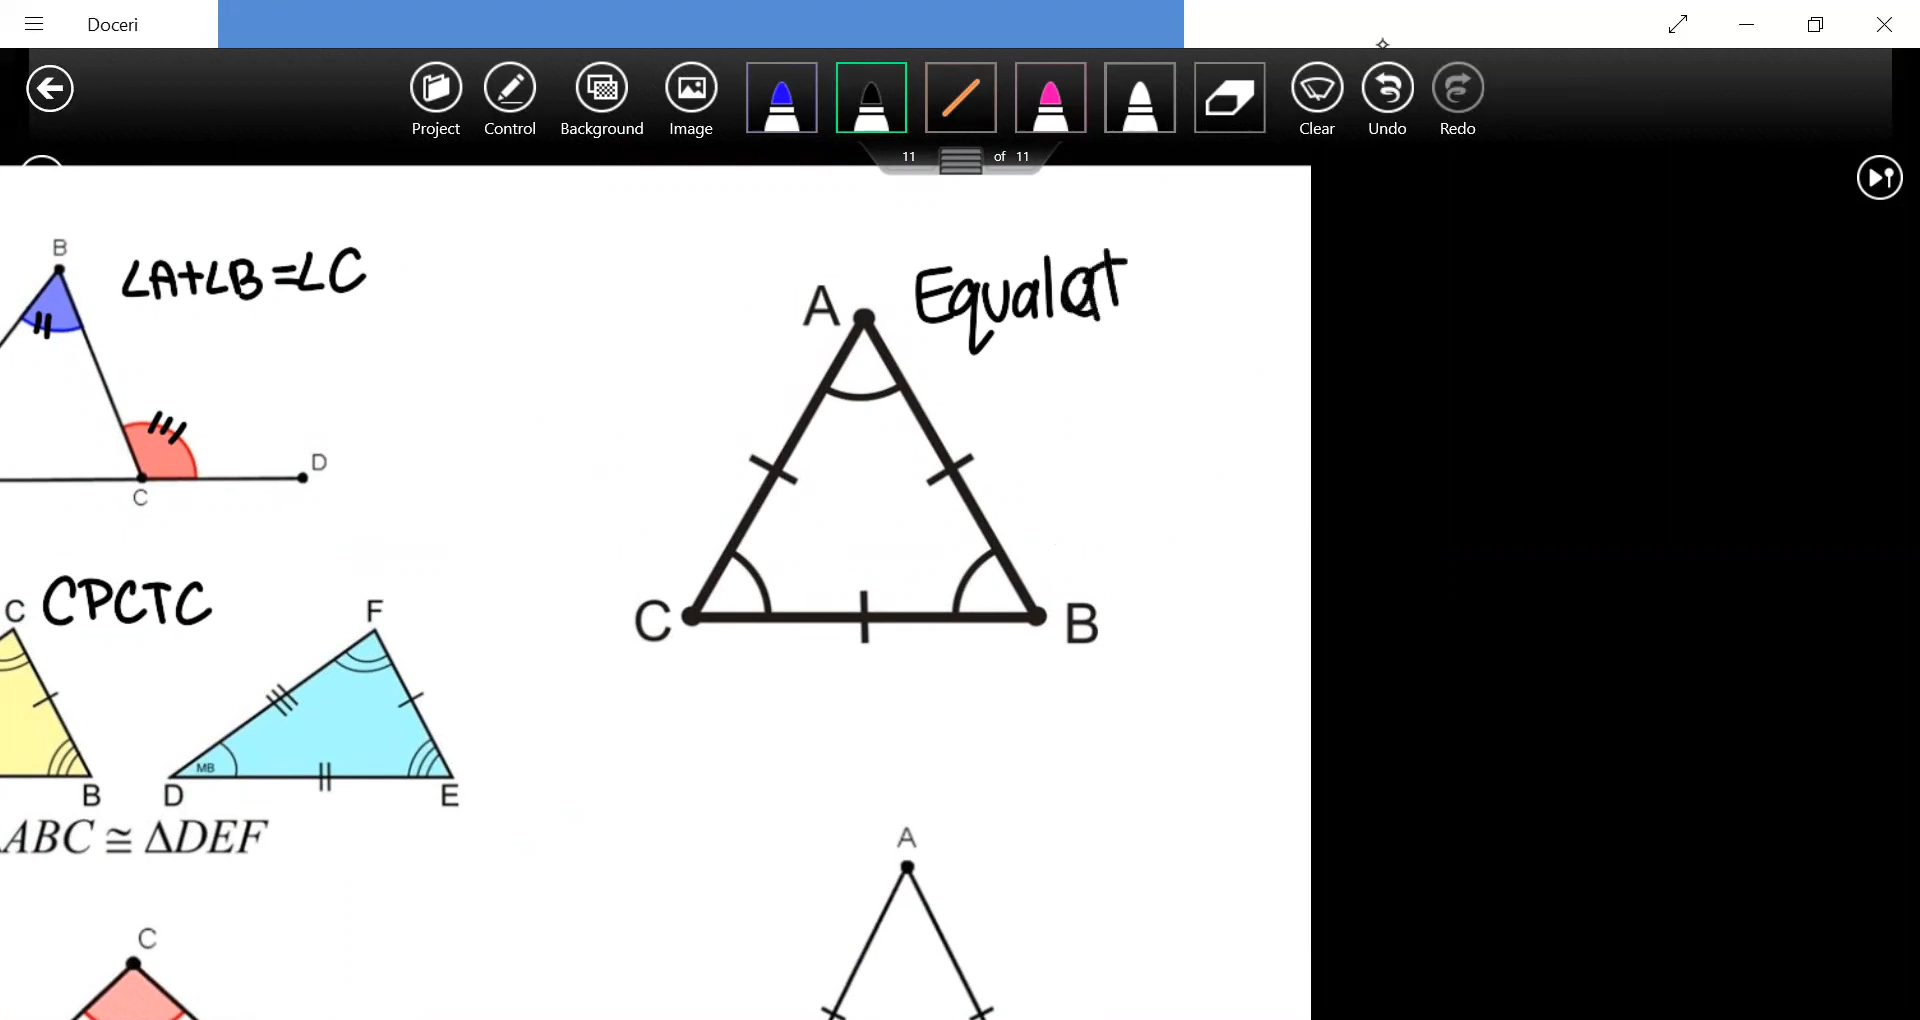 Doceri
Project
Control
Background
Image
Clear
Undo
Redo
11 of 11
B
∠A+∠B=∠C
D
C
A
Equalat
C
B
C
CPCTC
F
MB
B
D
E
ABC ≅ ΔDEF
A
C